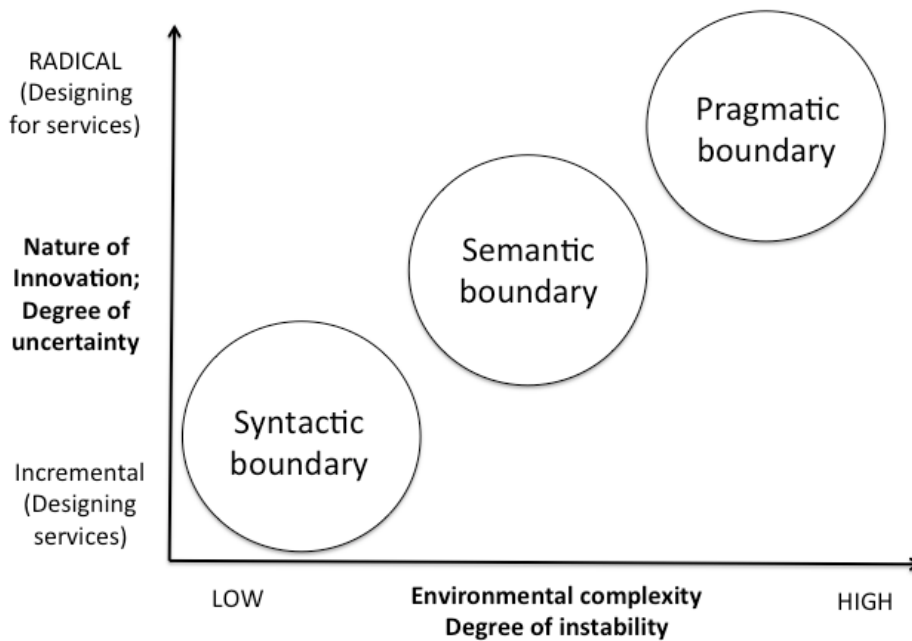 RADICAL
(Designing
for services)
Pragmatic
boundary
Nature of
Innovation;
Degree of
uncertainty
Semantic
boundary
Syntactic
boundary
Incremental
(Designing
services)
LOW
Environmental complexity
Degree of instability
HIGH